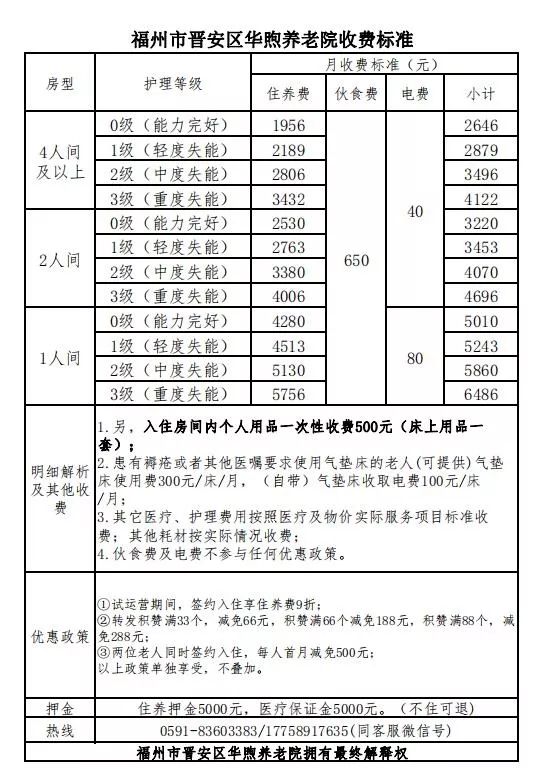 福州市晋安区华煦养老院收费标准
房型 护理等级 月收费标准（元）
住养费 伙食费 电费 小计
4人间及以上 0级（能力完好） 1956 650 40 2646
1级（轻度失能） 2189 2879
2级（中度失能） 2806 3496
3级（重度失能） 3432 4122
2人间 0级（能力完好） 2530 3220
1级（轻度失能） 2763 3453
2级（中度失能） 3380 4070
3级（重度失能） 4006 4696
1人间 0级（能力完好） 4280 80 5010
1级（轻度失能） 4513 5243
2级（中度失能） 5130 5860
3级（重度失能） 5756 6486
明细解析及其他收费
1.另，入住房间内个人用品一次性收费500元（床上用品一
套）；
2.患有褥疮或者其他医嘱要求使用气垫床的老人(可提供)气垫
床使用费300元/床/月，（自带）气垫床收取电费100元/床
/月；
3.其它医疗、护理费用按照医疗及物价实际服务项目标准收
费；其他耗材按实际情况收费；
4.伙食费及电费不参与任何优惠政策。
优惠政策
①试运营期间，签约入住享住养费9折；
②转发积赞满33个，减免66元，积赞满66个减免188元，积赞满88个，减
免288元；
③两位老人同时签约入住，每人首月减免500元；
以上政策单独享受，不叠加。
押金 住养押金5000元，医疗保证金5000元。（不住可退）
热线 0591-83603383/17758917635(同客服微信号)
福州市晋安区华煦养老院拥有最终解释权